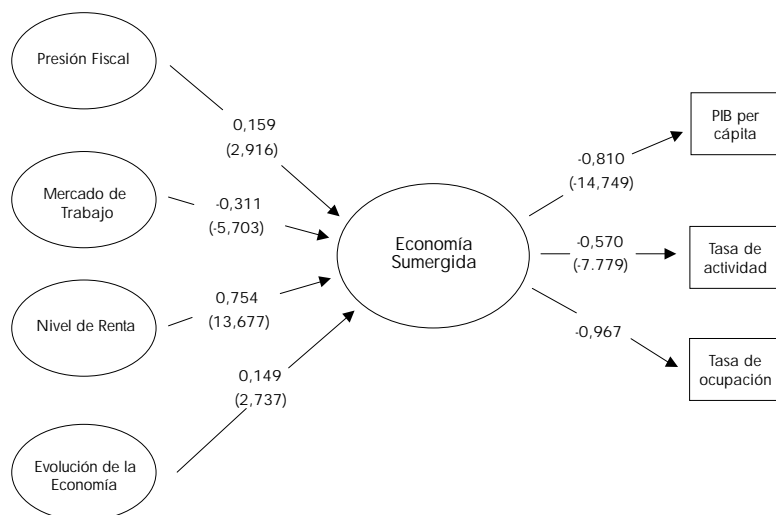 Presión Fiscal
0,159
(2,916)
Mercado de
Trabajo
-0,311
(-5,703)
Nivel de Renta
0,754
(13,677)
Evolución de la
Economía
0,149
(2,737)
Economía
Sumergida
-0,810
(-14,749)
PIB per
cápita
-0,570
(-7.779)
Tasa de
actividad
-0,967
Tasa de
ocupación